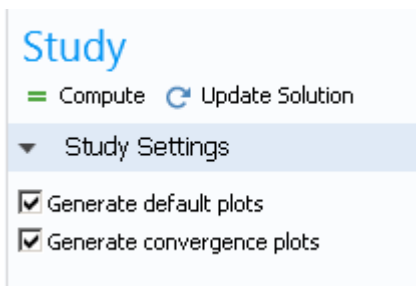 Study
Compute Update Solution
Study Settings
Generate default plots
Generate convergence plots